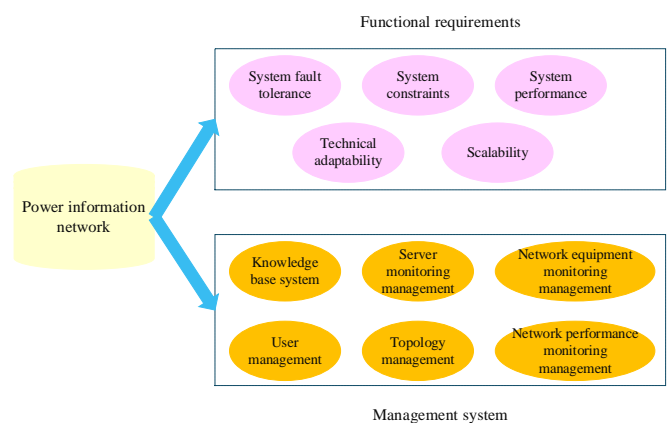 Functional requirements
System fault
tolerance
System
constraints
System
performance
Technical
adaptability
Scalability
Power information
network
Knowledge
base system
Server
monitoring
management
Network equipment
monitoring
management
User
management
Topology
management
Network performance
monitoring
management
Management system